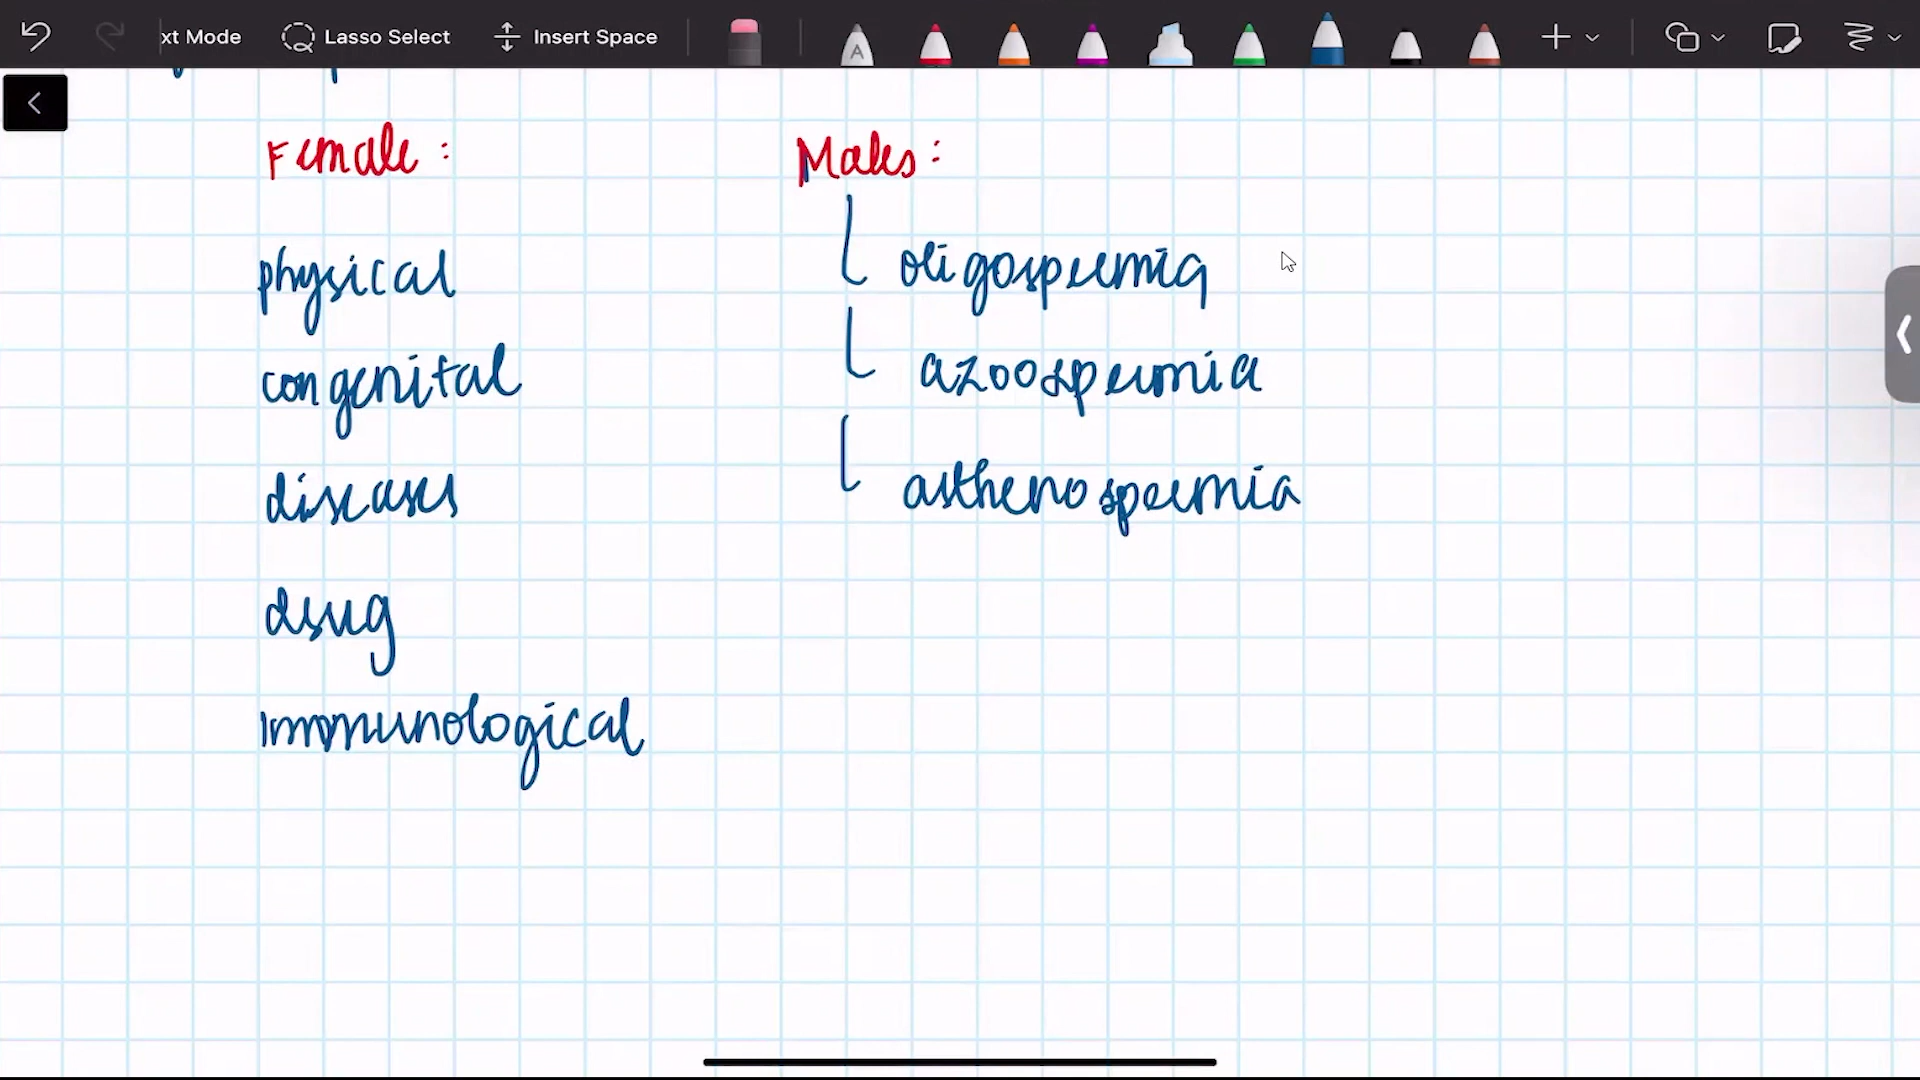 xt Mode Lasso Select Insert Space
A
Female :
physical
congenital
diseases
drug
immunological
Males :
oligospermia
azoospermia
asthenospermia